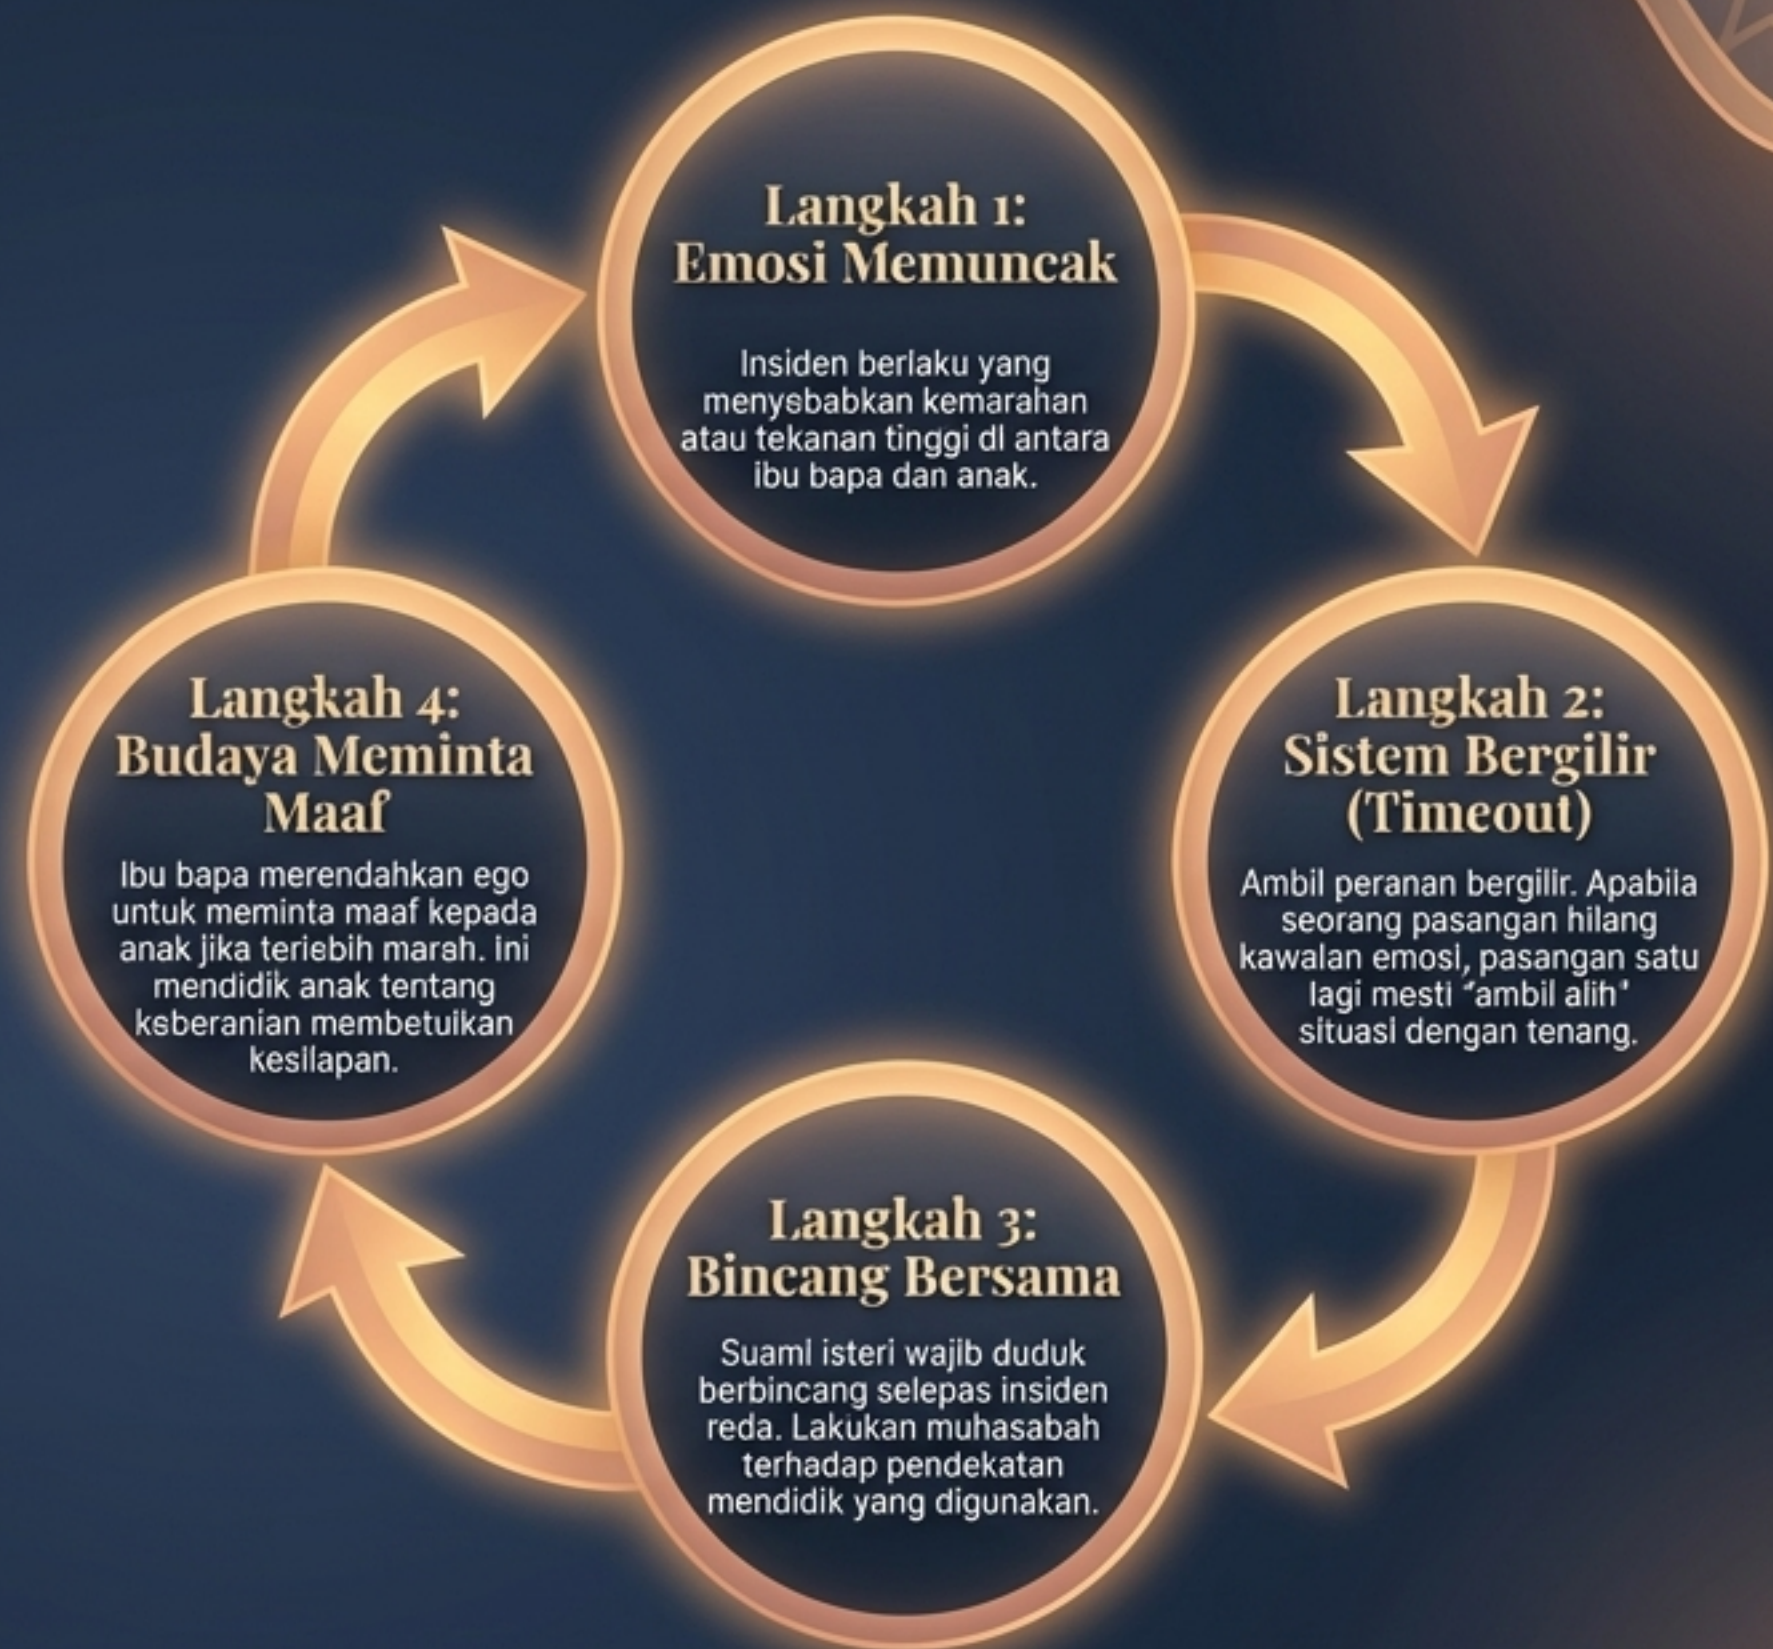 Langkah 1:
Emosi Memuncak
Insiden berlaku yang
menysbabkan kemarahan
atau tekanan tinggi dl antara
ibu bapa dan anak.
Langkah 2:
Sistem Bergilir
(Timeout)
Ambil peranan bergilir. Apabila
seorang pasangan hilang
kawalan emosi, pasangan satu
lagi mesti "ambil alih"
situasi dengan tenang.
Langkah 3:
Bincang Bersama
Suaml isteri wajib duduk
berbincang selepas insiden
reda. Lakukan muhasabah
terhadap pendekatan
mendidik yang digunakan.
Langkah 4:
Budaya Meminta
Maaf
Ibu bapa merendahkan ego
untuk meminta maaf kepada
anak jika teriebih marah. Ini
mendidik anak tentang
ksberanian membetuikan
kesilapan.